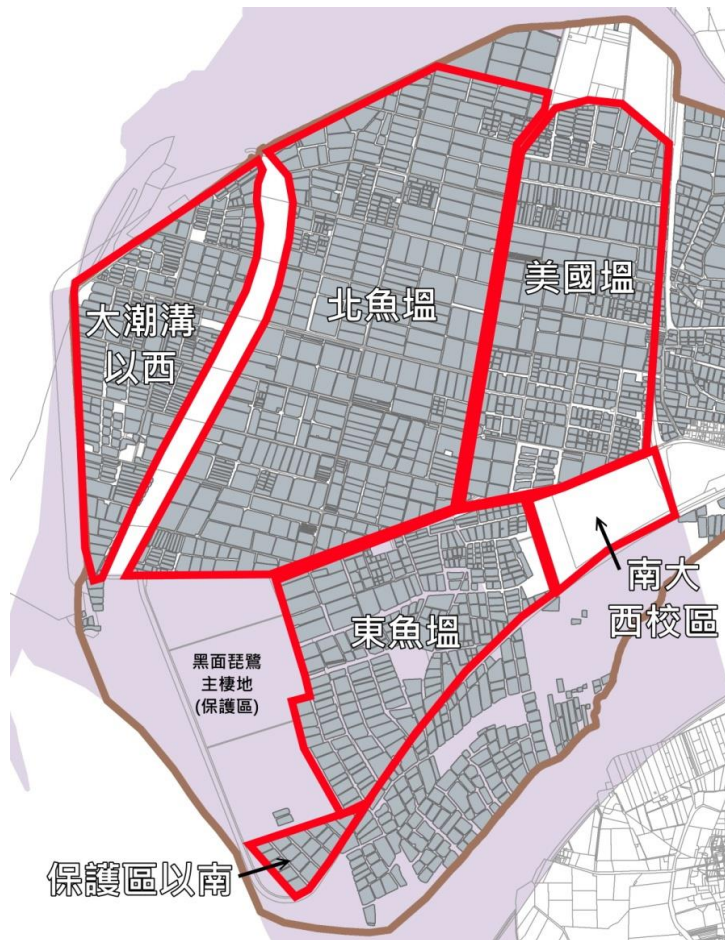 美國塭
北魚塭
大潮溝
以西
南大
西校區
東魚塭
黑面琵鷺
主棲地
(保護區)
保護區以南